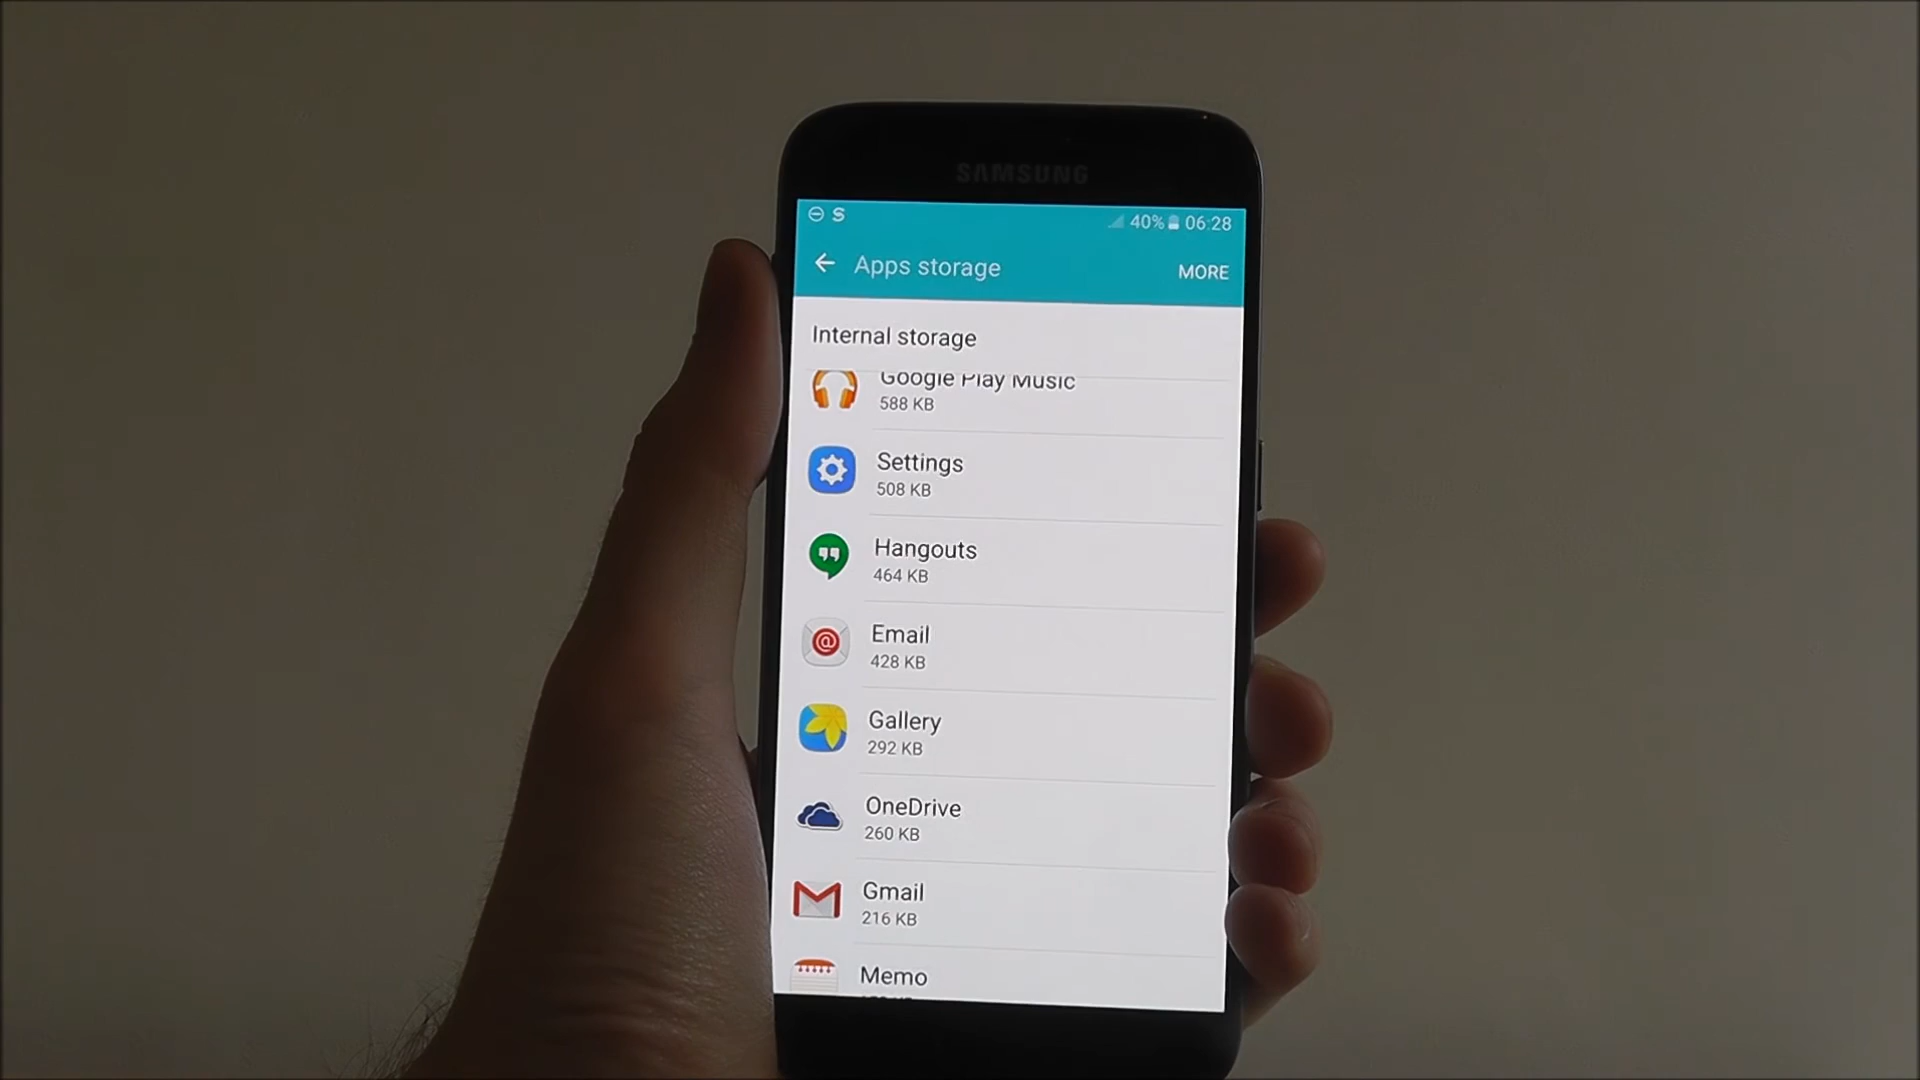 SAMSUNG
40% 06:28
Apps storage
MORE
Internal storage
Google Play Music
588 KB
Settings
508 KB
Hangouts
464 KB
Email
428 KB
Gallery
292 KB
OneDrive
260 KB
Gmail
216 KB
Memo